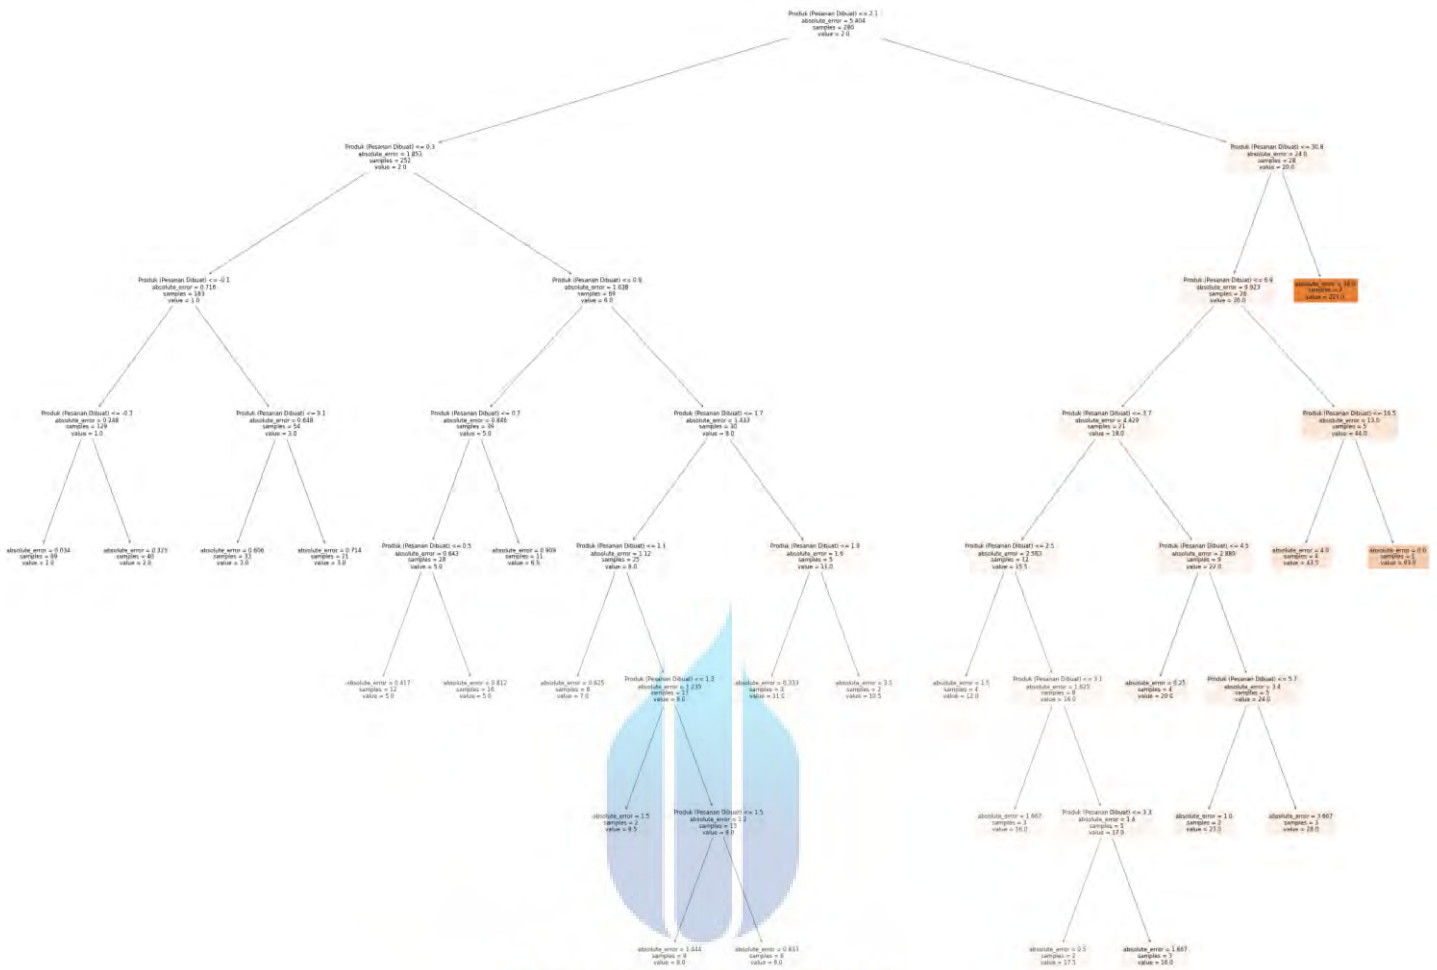 Produk (Pesanan Dibuat) <= 2.1
absolute_error = 5.404
samples = 280
value = 2.0
Produk (Pesanan Dibuat) <= 0.3
absolute_error = 1.851
samples = 252
value = 2.0
Produk (Pesanan Dibuat) <= 30.8
absolute_error = 24.0
samples = 28
value = 20.0
Produk (Pesanan Dibuat) <= -0.1
absolute_error = 0.716
samples = 183
value = 1.0
Produk (Pesanan Dibuat) <= 0.9
absolute_error = 1.638
samples = 69
value = 6.0
Produk (Pesanan Dibuat) <= 6.9
absolute_error = 9.923
samples = 26
value = 20.0
samples = 2
Produk (Pesanan Dibuat) <=
absolute_error = 0.248
samples = 129
value = 1.0
Produk (Pesanan Dibuat) <= 0.1
absolute_error = 0.648
samples = 54
value = 3.0
Produk (Pesanan Dibuat) <= 0.7
absolute_error =
samples = 39
value = 5.0
Produk (Pesanan Dibuat) <= 1.7
absolute_error = 1.433
samples = 30
value =
Produk (Pesanan Dibuat) <= 3.7
absolute_error = 4.429
samples = 21
value = 18.0
Produk (Pesanan Dibuat) <= 16.5
absolute_error = 13.0
samples = 5
value = 44.0
absolute_error = 0.034
samples = 89
value = 1.0
absolute_error = 0.325
samples = 40
value = 2.0
absolute_error = 0.606
samples = 33
value = 3.0
absolute_error = 0.714
samples = 21
value = 3.0
Produk (Pesanan Dibuat) <= 0.5
absolute_error = 0.643
samples = 28
value = 5.0
absolute_error = 0.909
samples = 11
value = 6.0
Produk (Pesanan Dibuat) <= 1.1
absolute_error = 1.12
samples = 25
value = 8.0
Produk (Pesanan Dibuat) <= 1.9
absolute_error =
samples = 5
value = 11.0
Produk (Pesanan Dibuat) <= 2.5
absolute_error = 2.583
samples = 12
value = 15.5
Produk (Pesanan Dibuat) <= 4.5
absolute_error = 2.889
samples = 9
value = 22.0
absolute_error = 4.0
samples = 4
value = 43.5
absolute_error = 0.0
samples = 1
value =
absolute_error = 0.417
samples = 12
value = 5.0
absolute_error = 0.812
samples = 16
value = 5.0
absolute_error = 0.625
samples = 8
value = 7.0
Produk (Pesanan Dibuat) <=
absolute_error = 1.235
samples = 17
value = 8.0
absolute_error = 0.333
samples = 3
value = 11.0
absolute_error =
samples = 2
value =
absolute_error = 1.5
samples = 4
value = 12.0
Produk (Pesanan Dibuat) <= 3.1
absolute_error = 1.625
samples = 8
value = 16.0
absolute_error = 0.25
samples = 4
value = 20.0
Produk (Pesanan Dibuat) <= 5.7
absolute_error = 3.4
samples = 5
value = 24.0
absolute_error = 1.5
samples = 2
value = 8.5
Produk (Pesanan Dibuat) <= 1.5
absolute_error = 1.2
samples = 15
value = 8.0
absolute_error = 1.667
samples = 3
value = 16.0
Produk (Pesanan Dibuat) <= 3.3
absolute_error = 1.4
samples = 5
value = 17.0
absolute_error = 1.0
samples = 2
value = 23.0
absolute_error = 3.667
samples = 3
value = 28.0
absolute_error = 1.444
samples = 9
value = 8.0
absolute_error = 0.833
samples = 6
value = 8.0
absolute_error = 0.5
samples = 2
value = 17.5
absolute_error = 1.667
samples = 3
value = 16.0